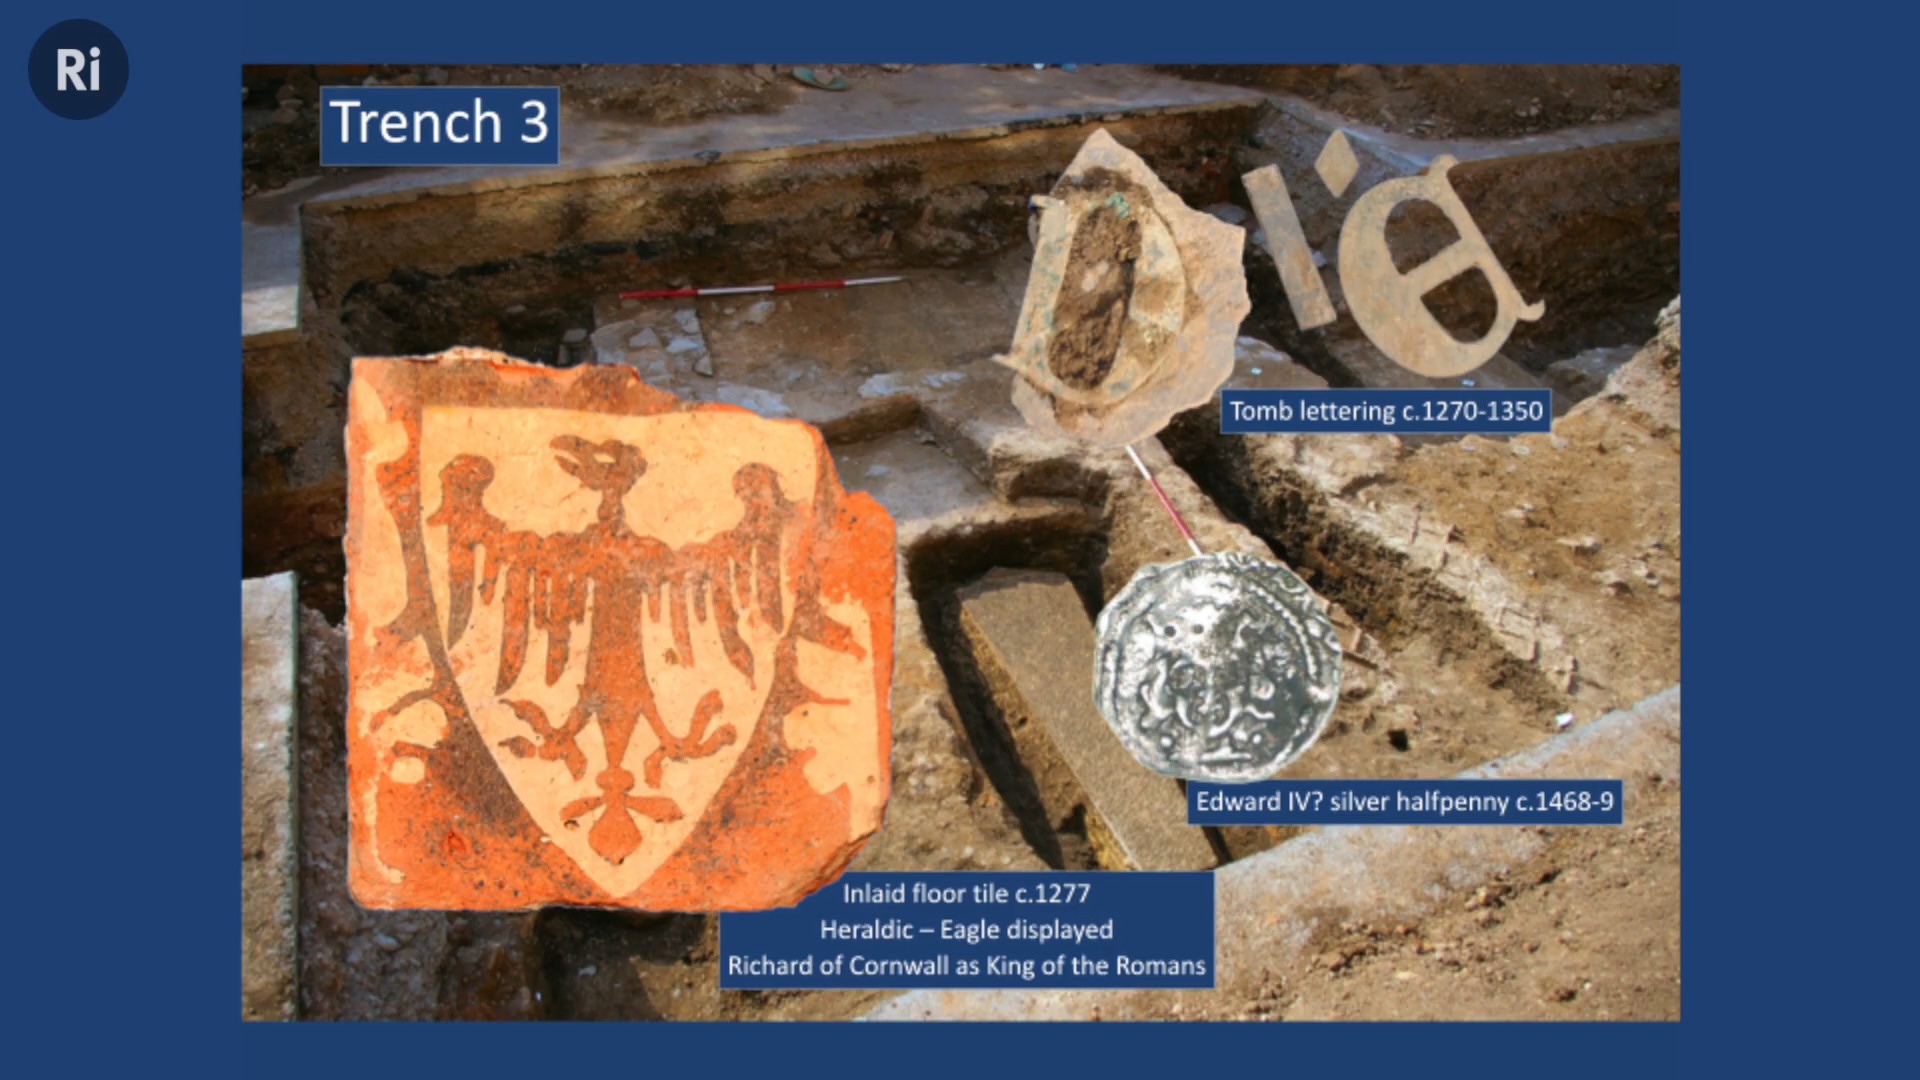 Ri
Trench 3
Tomb lettering c.1270-1350
Edward IV? silver halfpenny c.1468-9
Inlaid floor tile c.1277
Heraldic – Eagle displayed
Richard of Cornwall as King of the Romans